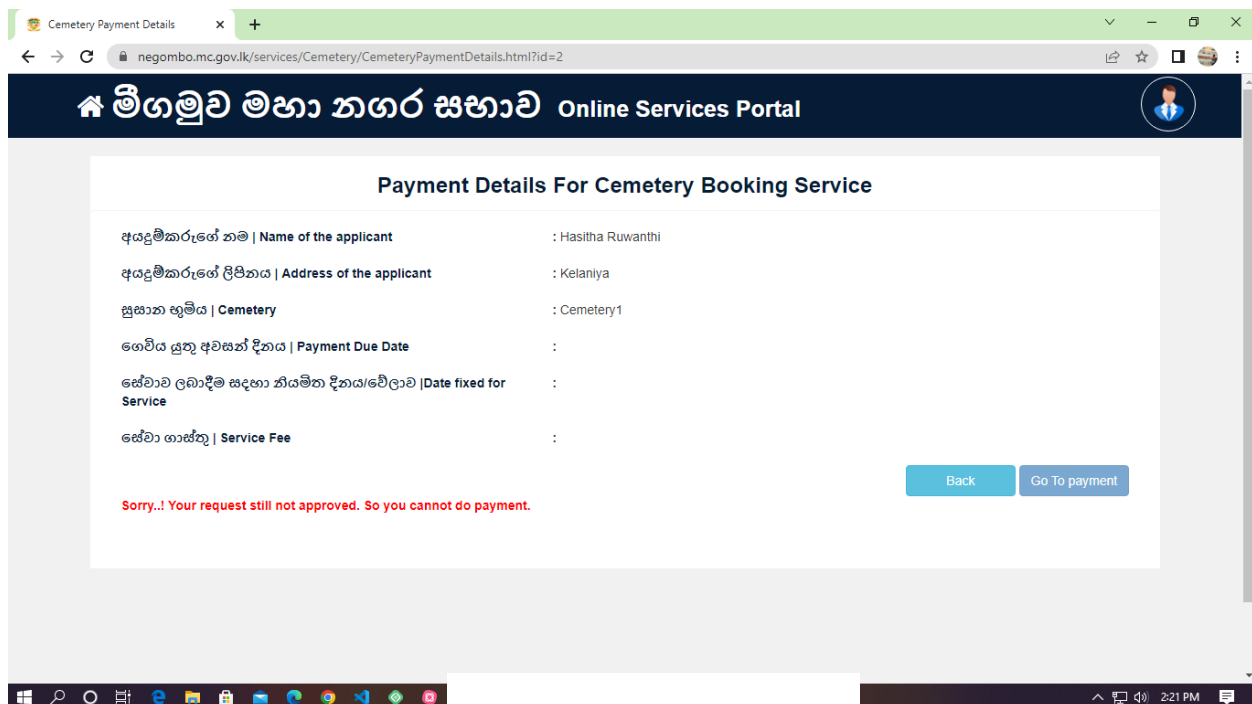 Cemetery Payment Details
negombo.mc.gov.lk/services/Cemetery/CemeteryPaymentDetails.html?id=2
මීගමුව මහා නගර සභාව Online Services Portal
Payment Details For Cemetery Booking Service
අයදුම්කරුගේ නම | Name of the applicant : Hasitha Ruwanthi
අයදුම්කරුගේ ලිපිනය | Address of the applicant : Kelaniya
සුසාන භූමිය | Cemetery : Cemetery1
ගෙවිය යුතු අවසන් දිනය | Payment Due Date :
සේවාව ලබාදීම සදහා නියමිත දිනය/වේලාව |Date fixed for :
Service
සේවා ගාස්තු | Service Fee :
Back Go To payment
Sorry..! Your request still not approved. So you cannot do payment.
2:21 PM